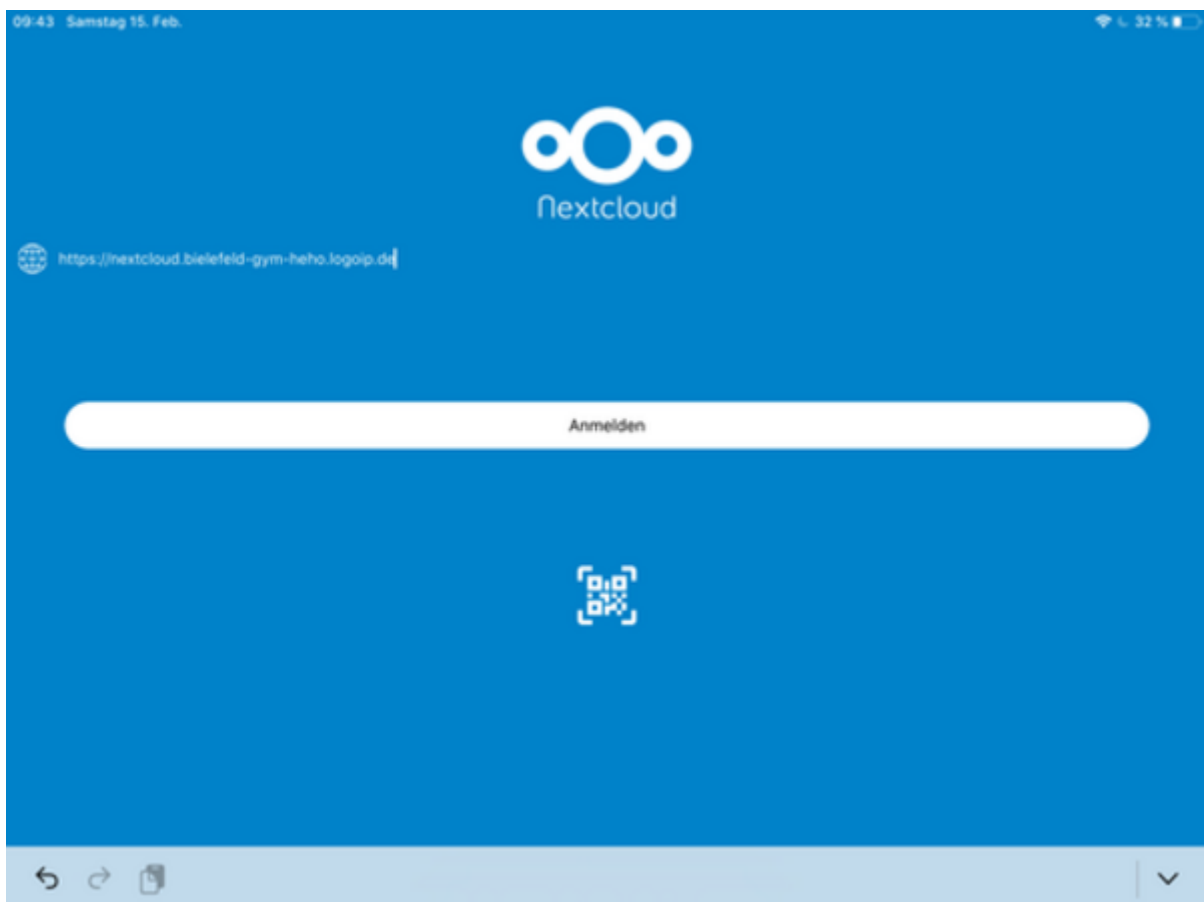 09:43 Samstag 15. Feb.
32 %
Nextcloud
https://nextcloud.bielefeld-gym-heho.logoip.de
Anmelden